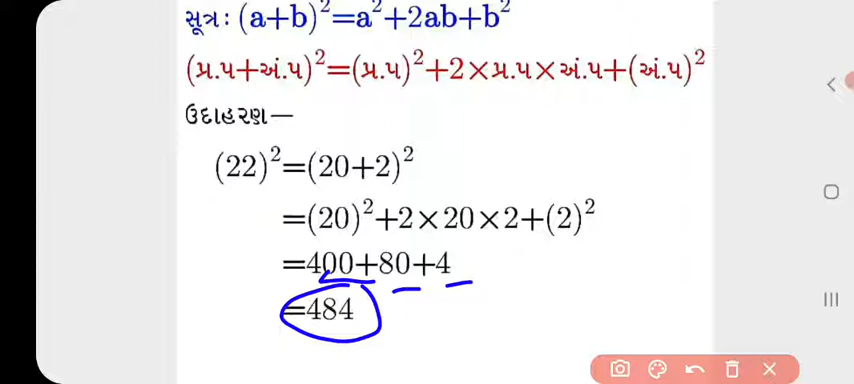 સૂત્ર: (a+b)²=a²+2ab+b²
(પ્ર.પ+અં.પ)²=(પ્ર.પ)²+2×પ્ર.પ×અં.પ+(અં.પ)²
ઉદાહરણ—
(22)²=(20+2)²
=(20)²+2×20×2+(2)²
=400+80+4
=484